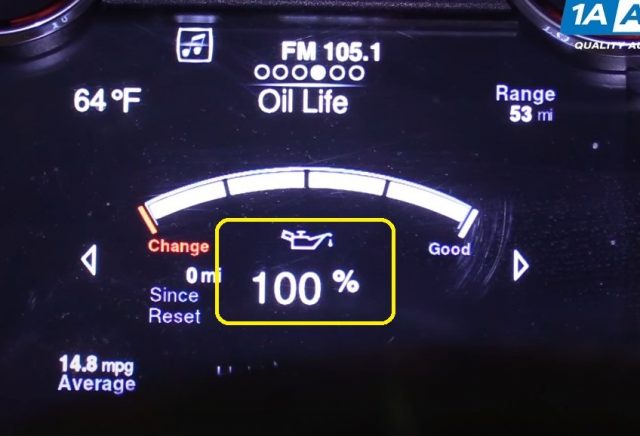 1A A
QUALITY AU
FM 105.1
64 °F
Oil Life
Range
53 mi
Change
Good
0 mi
100 %
Since
Reset
14.8 mpg
Average